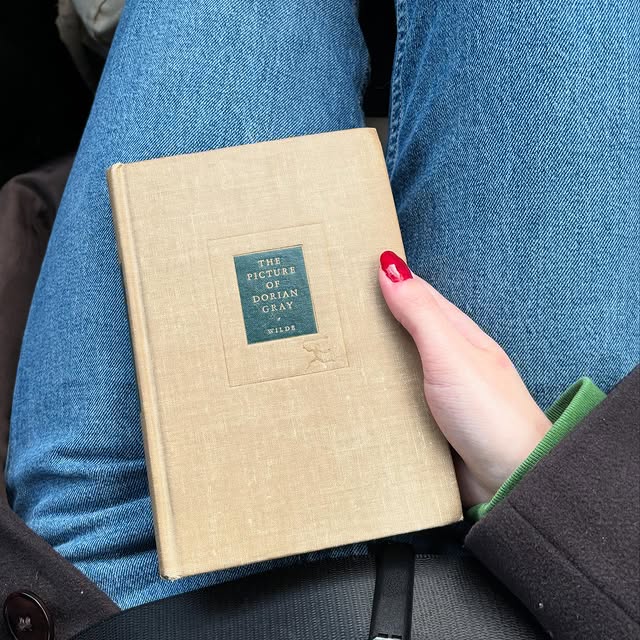 THE
PICTURE
OF
DORIAN
GRAY
WILDE